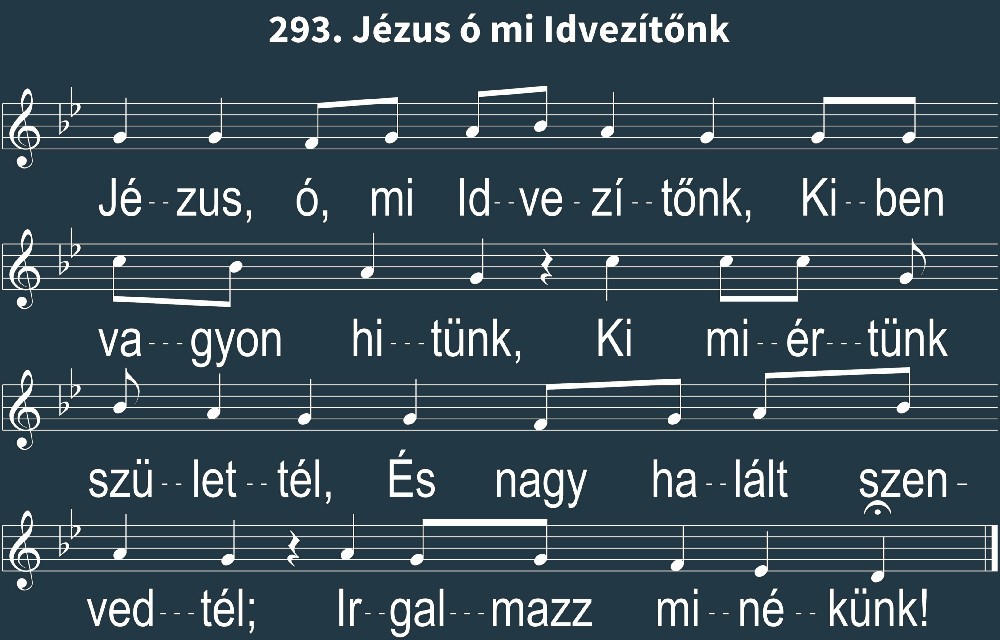 293. Jézus ó mi Idvezítőnk
Jé--zus, ó, mi Id--ve-zí--tőnk, Ki--ben
va---gyon hi---tünk, Ki mi--ér---tünk
szü--let--tél, És nagy ha--lált szen-
ved---tél; Ir--gal---mazz mi--né--künk!